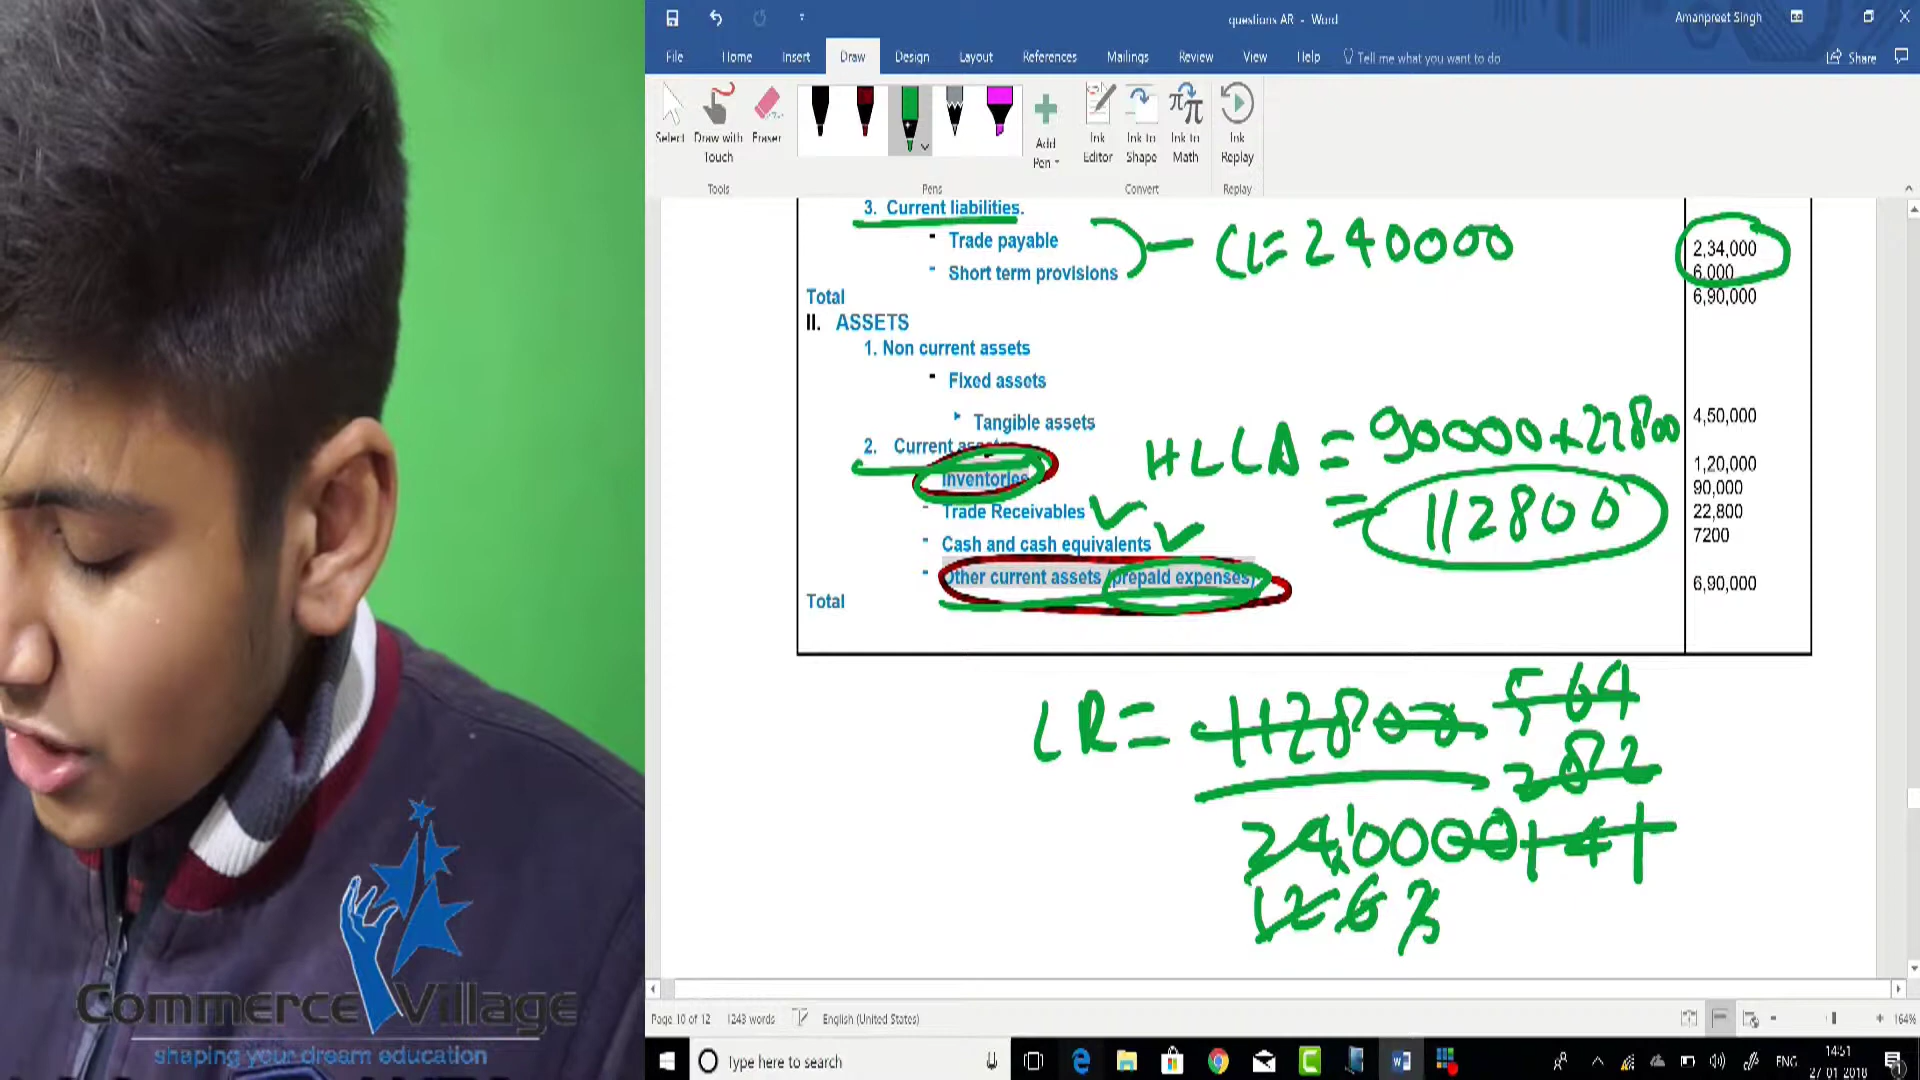 questions AR - Word
Amanpreet Singh
File Home Insert Draw Design Layout References Mailings Review View Help Tell me what you want to do
Share
Select
Draw with Touch
Eraser
Add Pen
Ink Editor
Ink to Shape
Ink to Math
Ink Replay
Tools
Pens
Convert
Replay
3. Current liabilities.
- Trade payable 2,34,000
- Short term provisions 6,000
CL= 240000
Total 6,90,000
II. ASSETS
1. Non current assets
- Fixed assets
Tangible assets 4,50,000
2. Current assets
Inventories 1,20,000
- Trade Receivables 90,000
- Cash and cash equivalents 22,800
- Other current assets (prepaid expenses) 7200
Total 6,90,000
= 90000+22800
= 112800
LR= 112800 564
282
240000 141
Commerce Village
shaping your dream education
Page 10 of 12 1243 words English (United States)
164%
Type here to search
ENG
14:51
27-01-2018